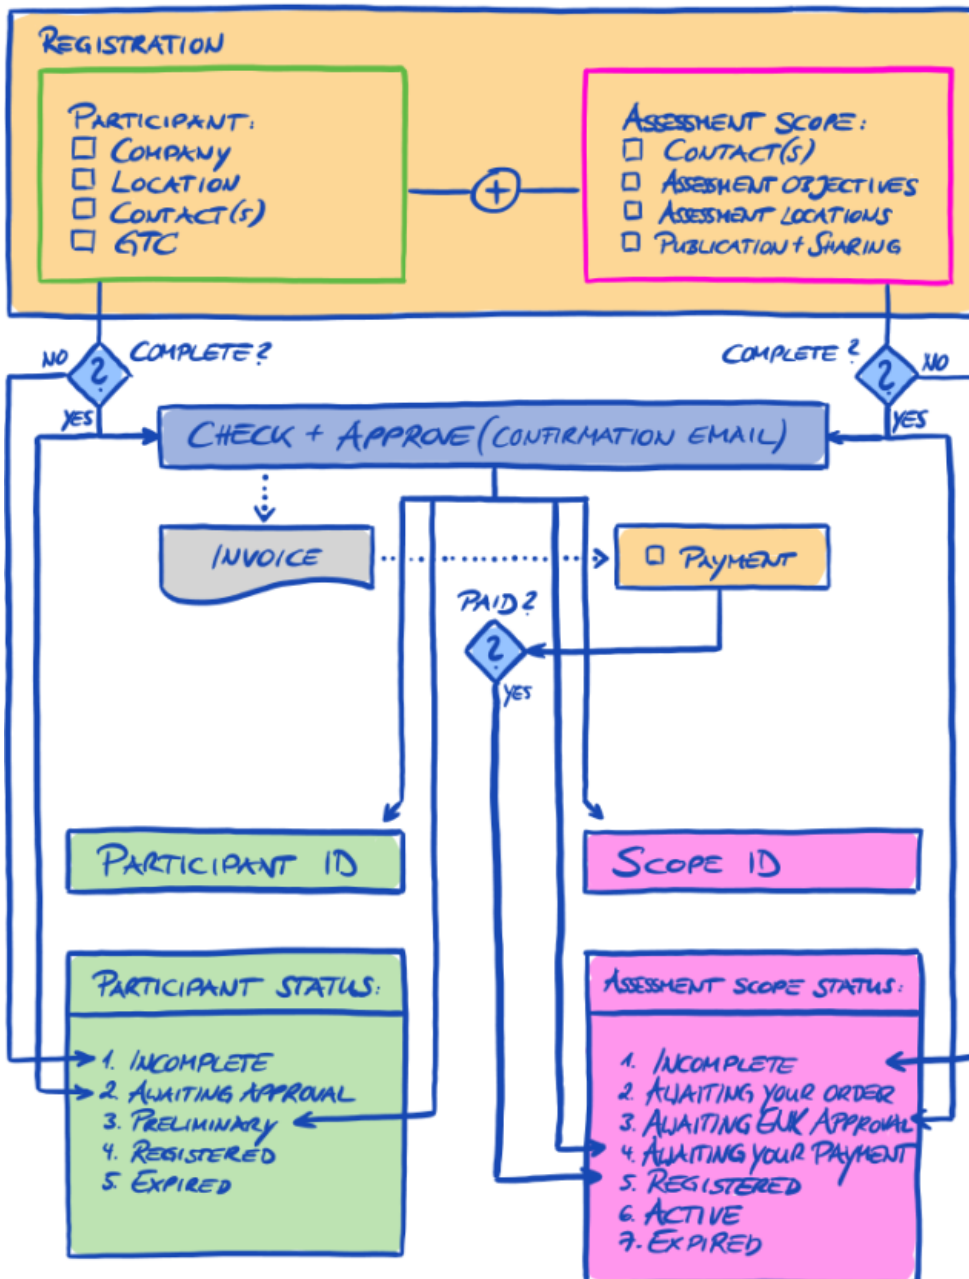 REGISTRATION
PARTICIPANT:
COMPANY
LOCATION
CONTACT(S)
GTC
+
ASSESSMENT SCOPE:
CONTACT(S)
ASSESSMENT OBJECTIVES
ASSESSMENT LOCATIONS
PUBLICATION + SHARING
NO
?
COMPLETE?
YES
COMPLETE?
?
NO
YES
CHECK + APPROVE (CONFIRMATION EMAIL)
INVOICE
PAYMENT
PAID?
?
YES
PARTICIPANT ID
SCOPE ID
PARTICIPANT STATUS:
1. INCOMPLETE
2. AWAITING APPROVAL
3. PRELIMINARY
4. REGISTERED
5. EXPIRED
ASSESSMENT SCOPE STATUS:
1. INCOMPLETE
2. AWAITING YOUR ORDER
3. AWAITING ENX APPROVAL
4. AWAITING YOUR PAYMENT
5. REGISTERED
6. ACTIVE
7. EXPIRED